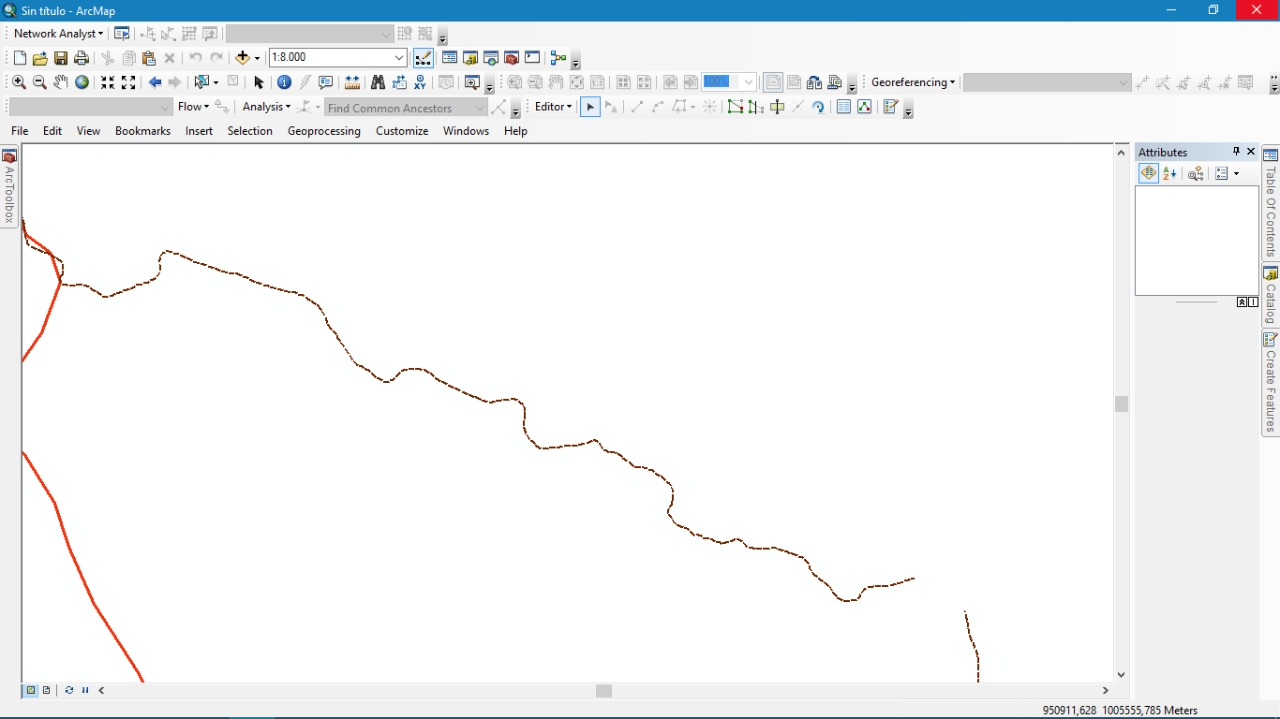 Sin título - ArcMap
Network Analyst
1:8.000
100%
Georeferencing
Flow Analysis Find Common Ancestors Editor
File Edit View Bookmarks Insert Selection Geoprocessing Customize Windows Help
ArcToolbox
Attributes
Table Of Contents
Catalog
Create Features
950911,628 1005555,785 Meters